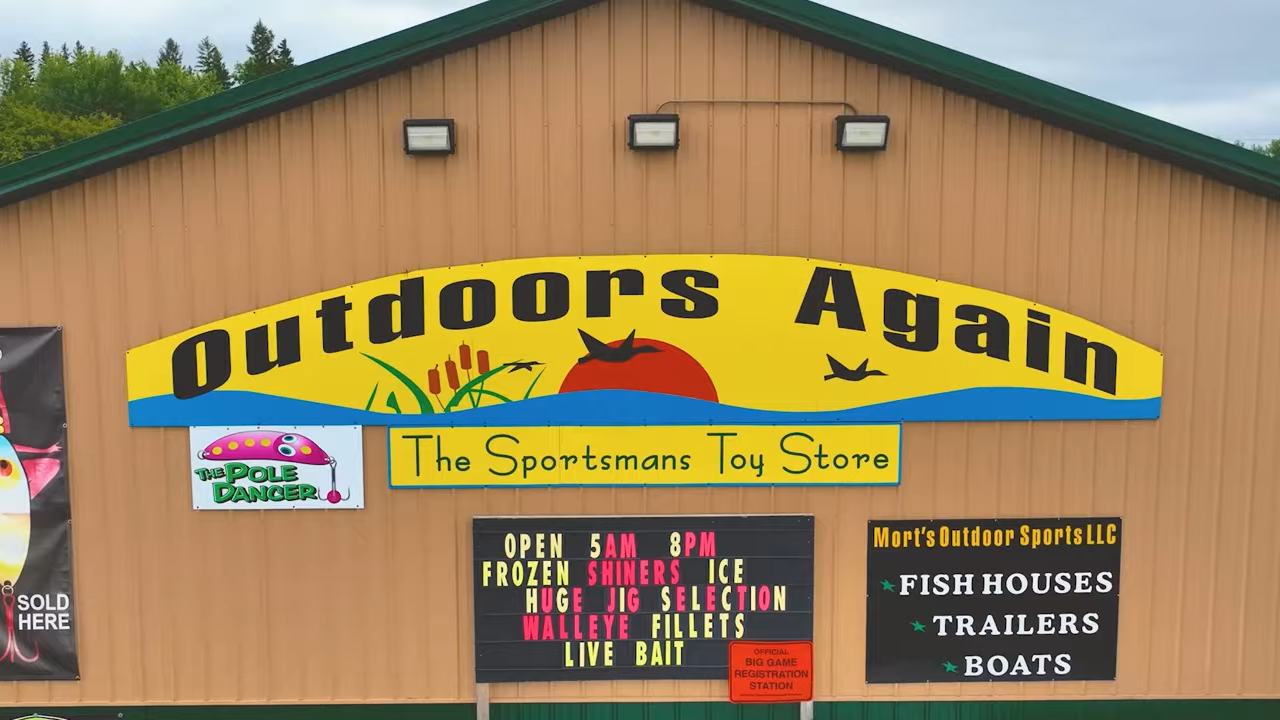 Outdoors Again
The Sportsmans Toy Store
THE POLE
DANCER
SOLD
HERE
OPEN 5AM 8PM
FROZEN SHINERS ICE
HUGE JIG SELECTION
WALLEYE FILLETS
LIVE BAIT
OFFICIAL
BIG GAME
REGISTRATION
STATION
Mort's Outdoor Sports LLC
FISH HOUSES
TRAILERS
BOATS